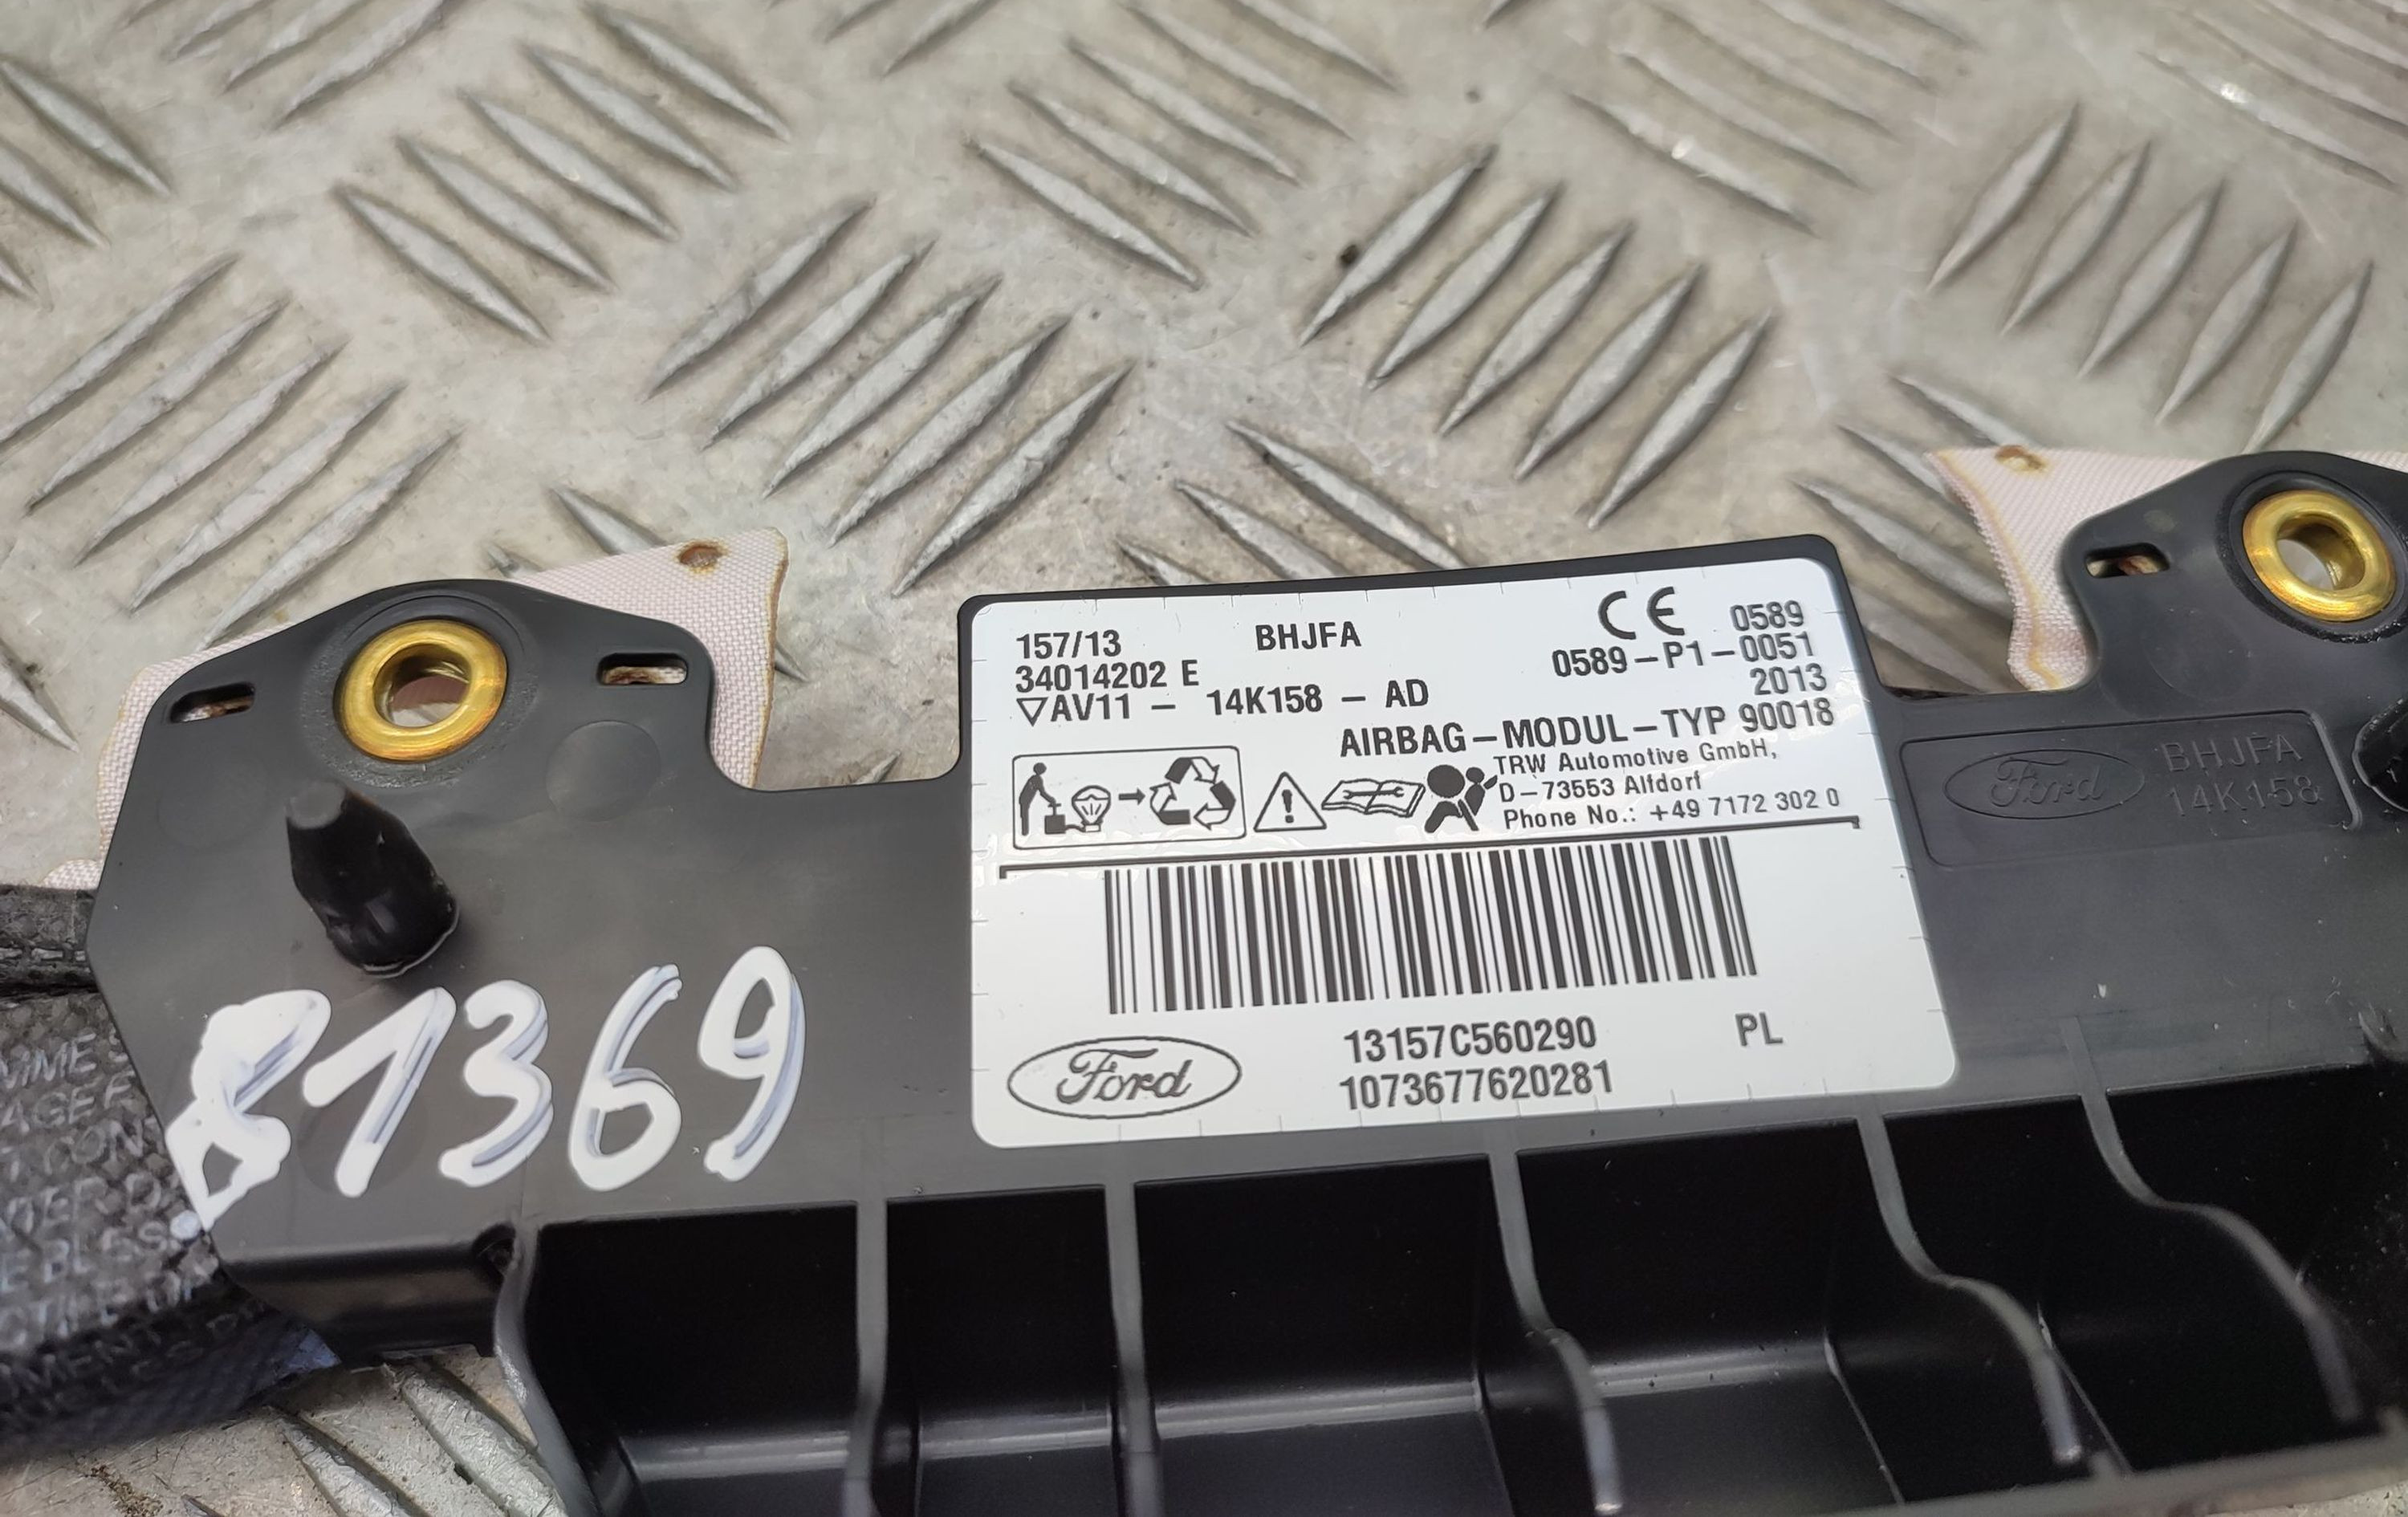 157/13 BHJFA CE 0589
34014202 E 0589-P1-0051
▽AV11 - 14K158 - AD 2013
AIRBAG-MODUL-TYP 90018
TRW Automotive GmbH,
D-73553 Alfdorf
Phone No.: +49 7172 302 0
13157C560290 PL
1073677620281
Ford
Ford
BHJFA
14K158
B1369